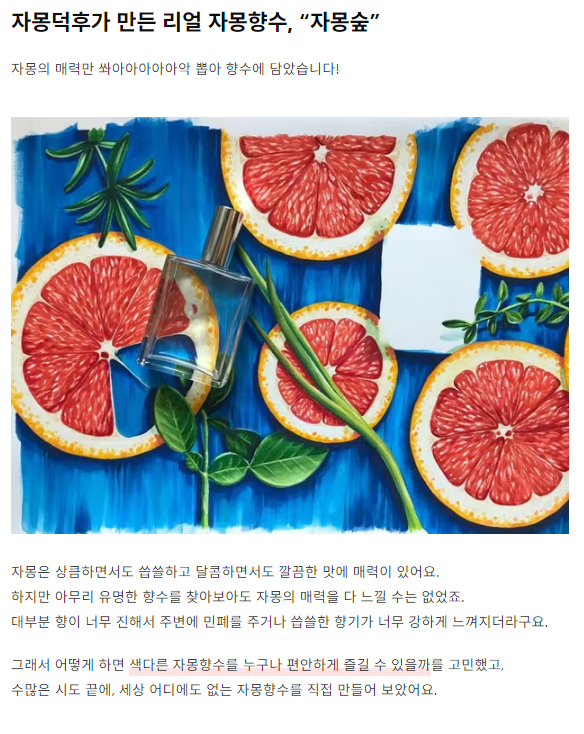 자몽덕후가 만든 리얼 자몽향수, “자몽숲”
자몽의 매력만 쏴아아아아아악 뽑아 향수에 담았습니다!
자몽은 상큼하면서도 씁쓸하고 달콤하면서도 깔끔한 맛에 매력이 있어요.
하지만 아무리 유명한 향수를 찾아보아도 자몽의 매력을 다 느낄 수는 없었죠.
대부분 향이 너무 진해서 주변에 민폐를 주거나 씁쓸한 향기가 너무 강하게 느껴지더라구요.
그래서 어떻게 하면 색다른 자몽향수를 누구나 편안하게 즐길 수 있을까를 고민했고,
수많은 시도 끝에, 세상 어디에도 없는 자몽향수를 직접 만들어 보았어요.